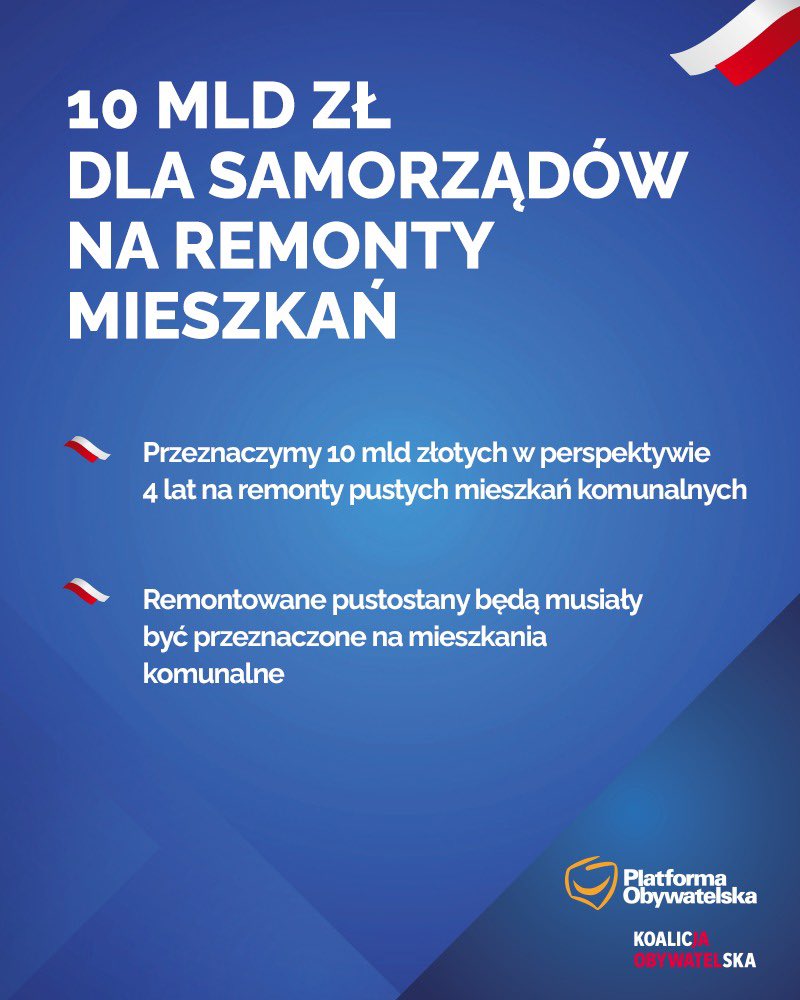 10 MLD ZŁ
DLA SAMORZĄDÓW
NA REMONTY
MIESZKAŃ
Przeznaczymy 10 mld złotych w perspektywie
4 lat na remonty pustych mieszkań komunalnych
Remontowane pustostany będą musiały
być przeznaczone na mieszkania
komunalne
Platforma
Obywatelska
KOALICJA
OBYWATELSKA